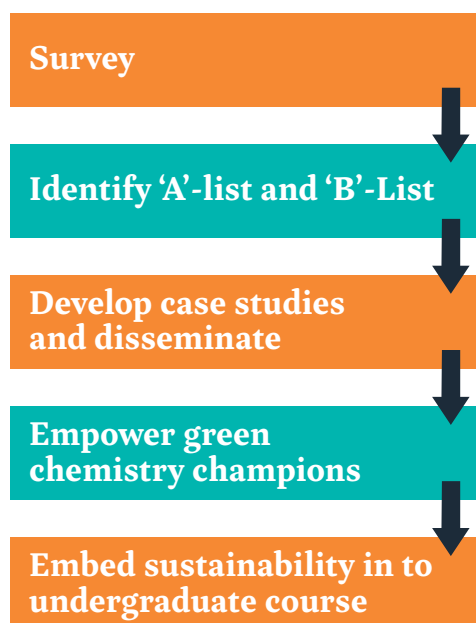 Survey
Identify ‘A’-list and ‘B’-List
Develop case studies
and disseminate
Empower green
chemistry champions
Embed sustainability in to
undergraduate course